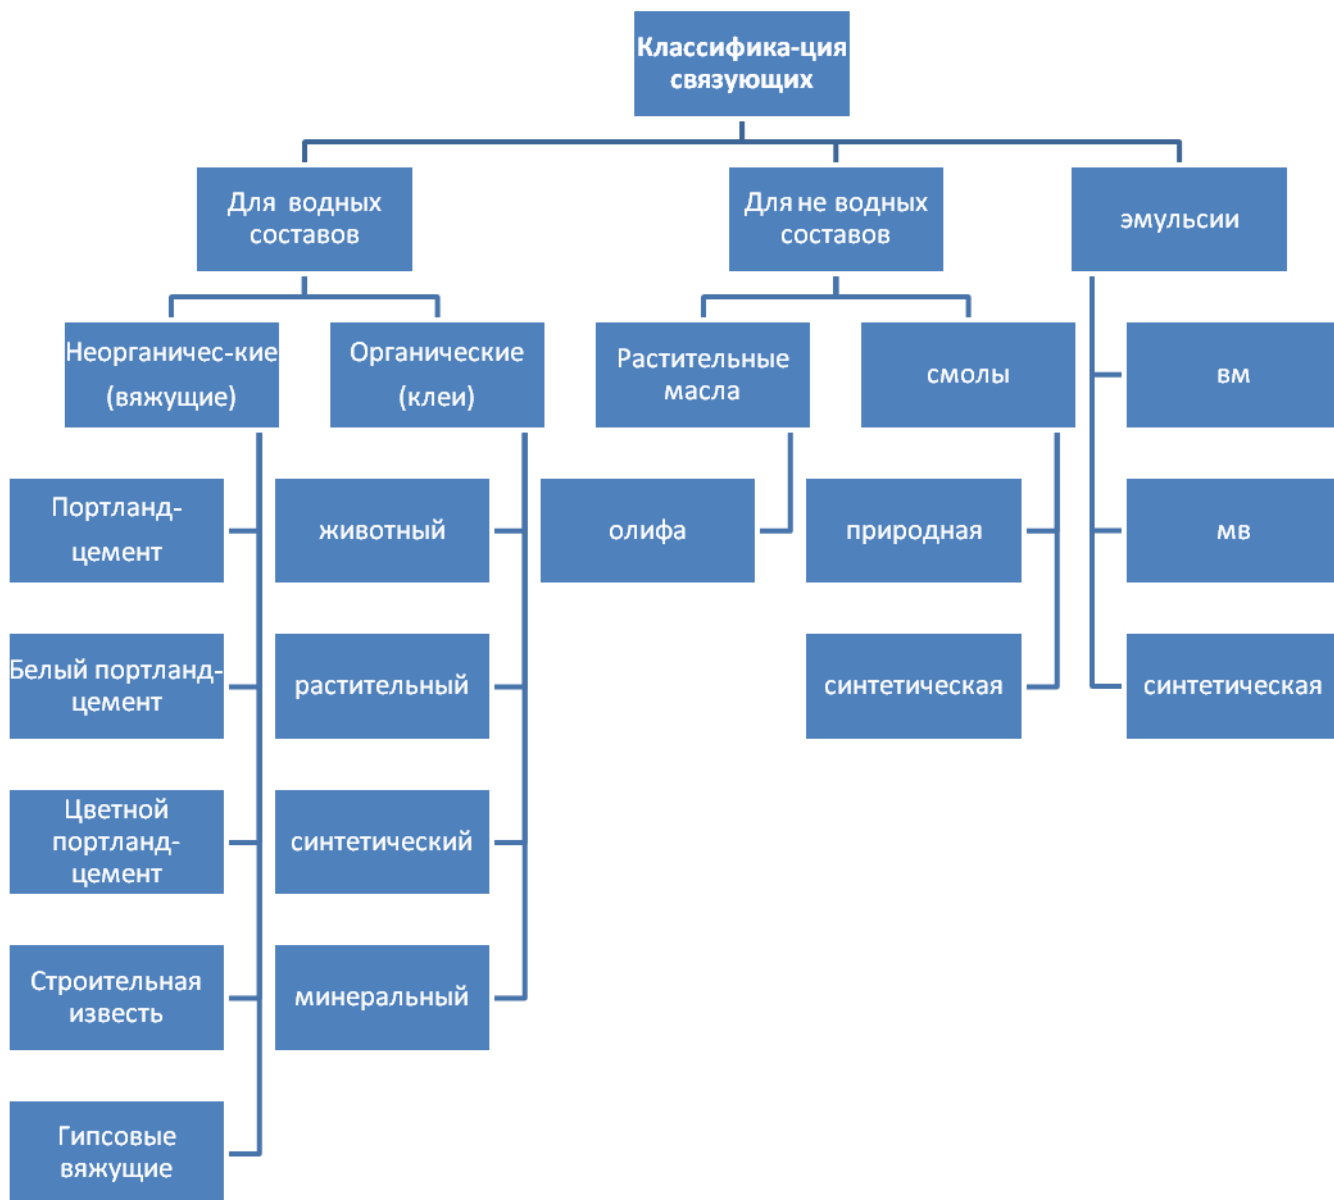 Классифика-ция
связующих
Для водных
составов
Для не водных
составов
эмульсии
Неорганичес-кие
(вяжущие)
Органические
(клеи)
Растительные
масла
смолы
вм
Портланд-
цемент
животный
олифа
природная
мв
Белый портланд-
цемент
растительный
синтетическая
синтетическая
Цветной
портланд-
цемент
синтетический
Строительная
известь
минеральный
Гипсовые
вяжущие